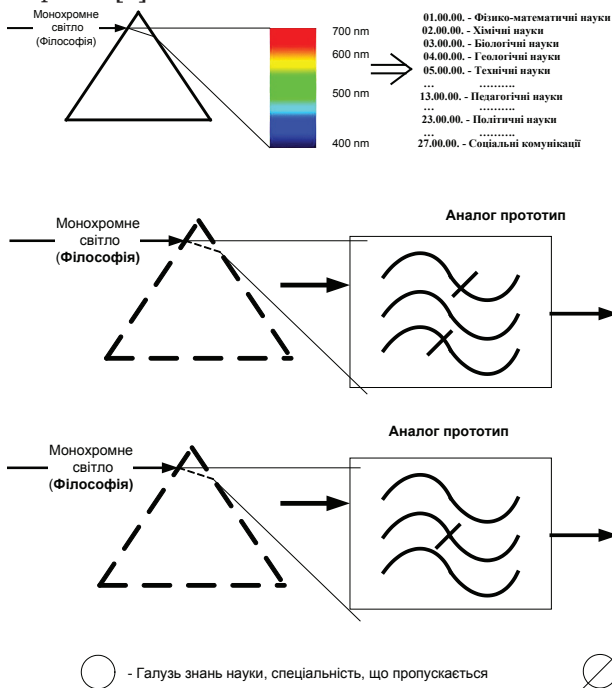 Монохромне
світло
(Філософія)
700 nm
600 nm
500 nm
400 nm
01.00.00. - Фізико-математичні науки
02.00.00. - Хімічні науки
03.00.00. - Біологічні науки
04.00.00. - Геологічні науки
05.00.00. - Технічні науки
... ..........
13.00.00. - Педагогічні науки
... ..........
23.00.00. - Політичні науки
... ..........
27.00.00. - Соціальні комунікації
Монохромне
світло
(Філософія)
Аналог прототип
Монохромне
світло
(Філософія)
Аналог прототип
- Галузь знань науки, спеціальність, що пропускається